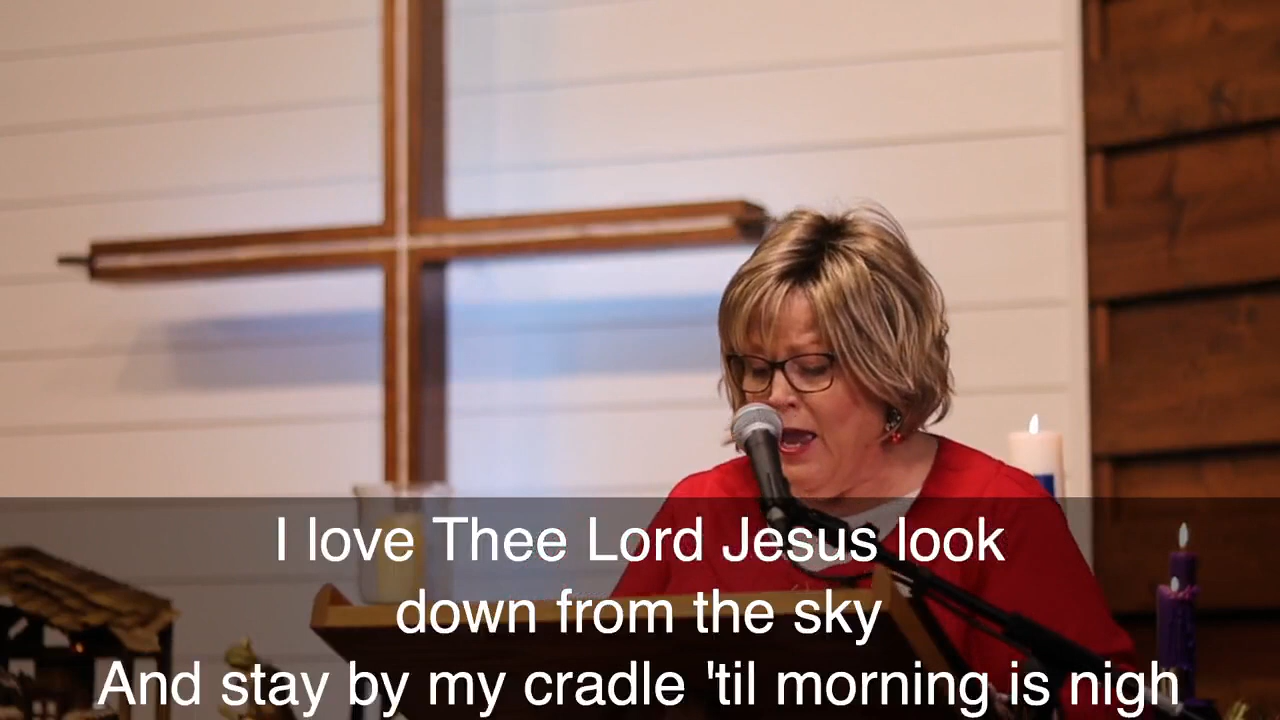 I love Thee Lord Jesus look
down from the sky
And stay by my cradle 'til morning is nigh